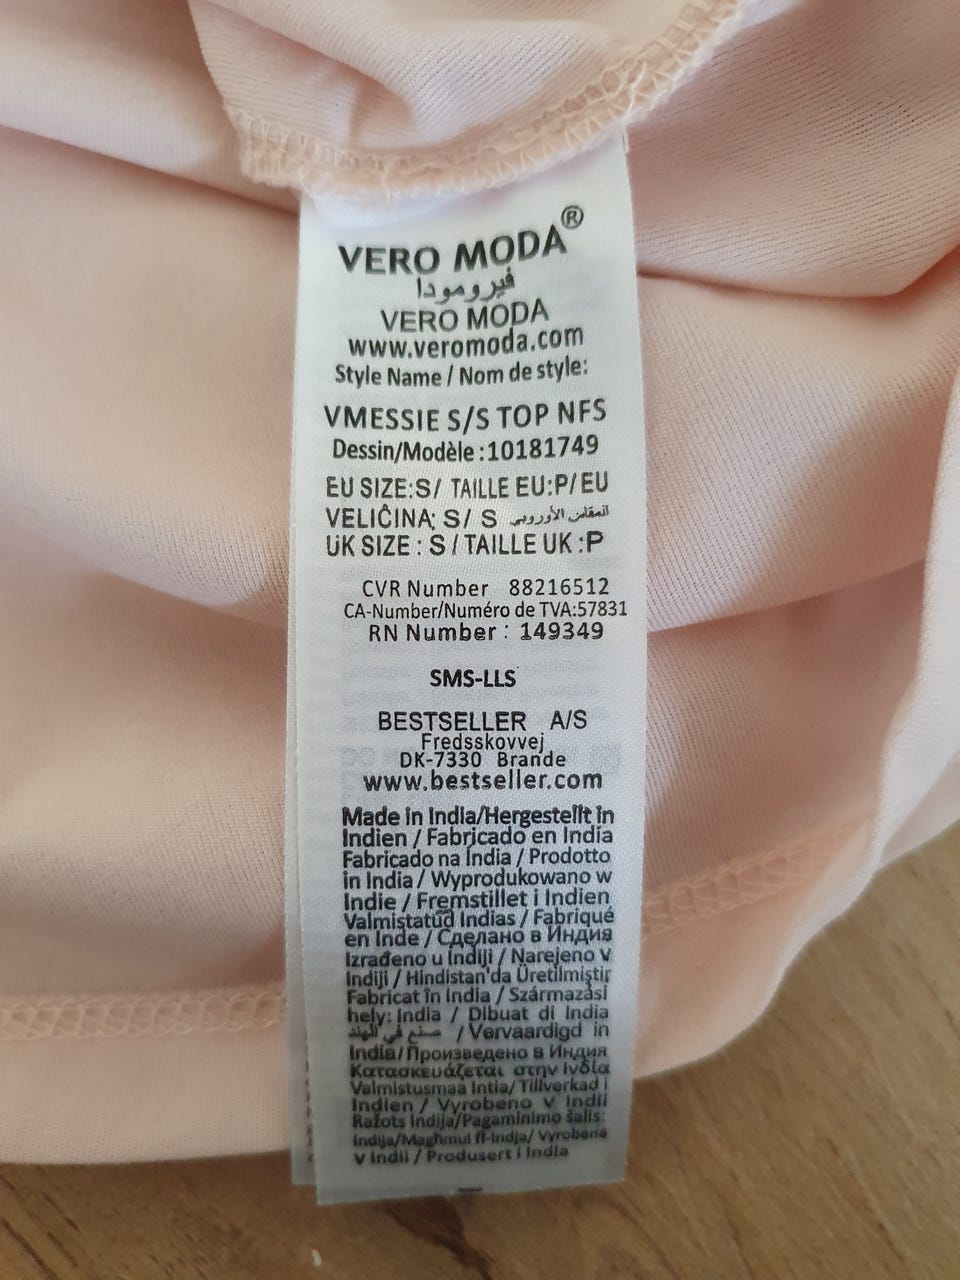 VERO MODA®
فيرومودا
VERO MODA
www.veromoda.com
Style Name / Nom de style:
VMESSIE S/S TOP NFS
Dessin/Modèle :10181749
EU SIZE:S/ TAILLE EU:P/EU
VELIČINA: S/ S المقاس الأوروبي
UK SIZE : S / TAILLE UK :P
CVR Number 88216512
CA-Number/Numéro de TVA:57831
RN Number : 149349
SMS-LLS
BESTSELLER A/S
Fredsskovvej
DK-7330 Brande
www.bestseller.com
Made in India/Hergestellt in
Indien / Fabricado en India
Fabricado na Índia / Prodotto
in India / Wyprodukowano w
Indie / Fremstillet i Indien
Valmistatud Indias / Fabriqué
en Inde / Сделано в Индия
Izrađeno u Indiji / Narejeno v
Indiji / Hindistan'da Üretilmiştir
Fabricat în India / Származási
hely: India / Dibuat di India
صنع في الهند / Vervaardigd in
India/Произведено в Индия
Κατασκευάζεται στην Ινδία
Valmistusmaa Intia/ Tillverkad i
Indien / Vyrobeno v Indii
Ražots Indija/Pagaminimo šalis:
Indija/Magħmul fl-Indja/ Vyrobené
v Indii / Produsert i India